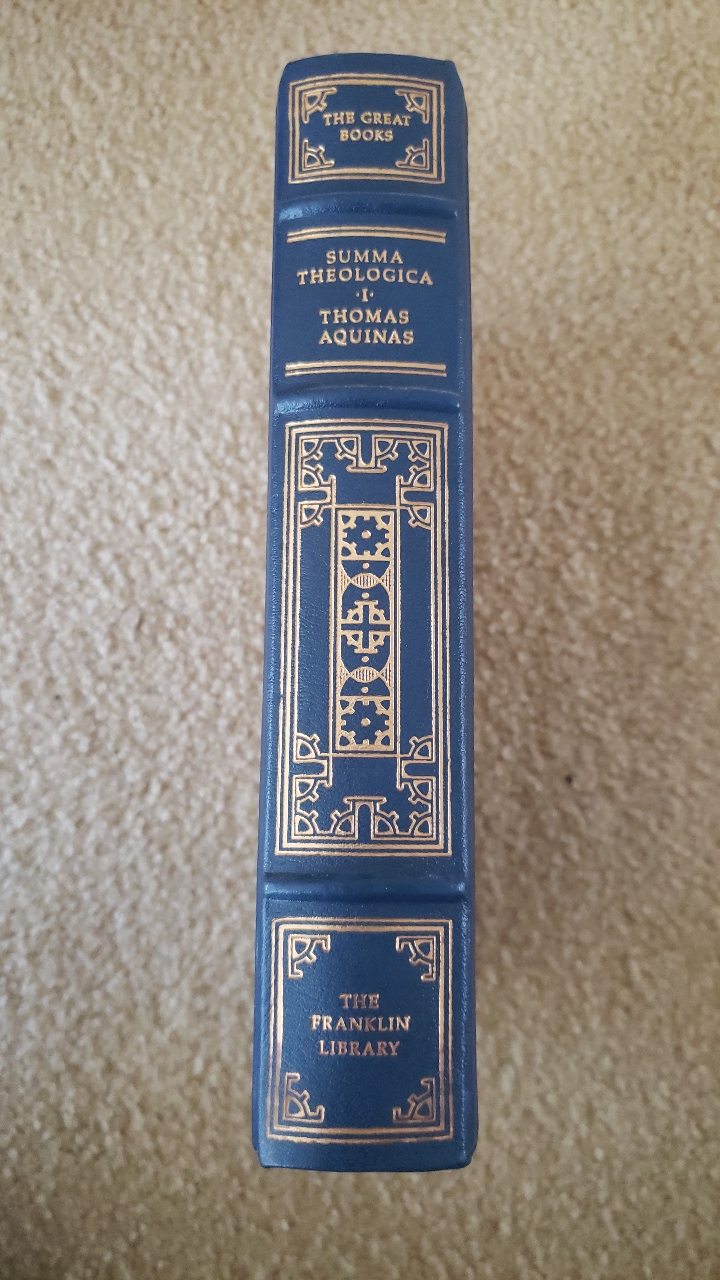 THE GREAT
BOOKS
SUMMA
THEOLOGICA
·I·
THOMAS
AQUINAS
THE
FRANKLIN
LIBRARY